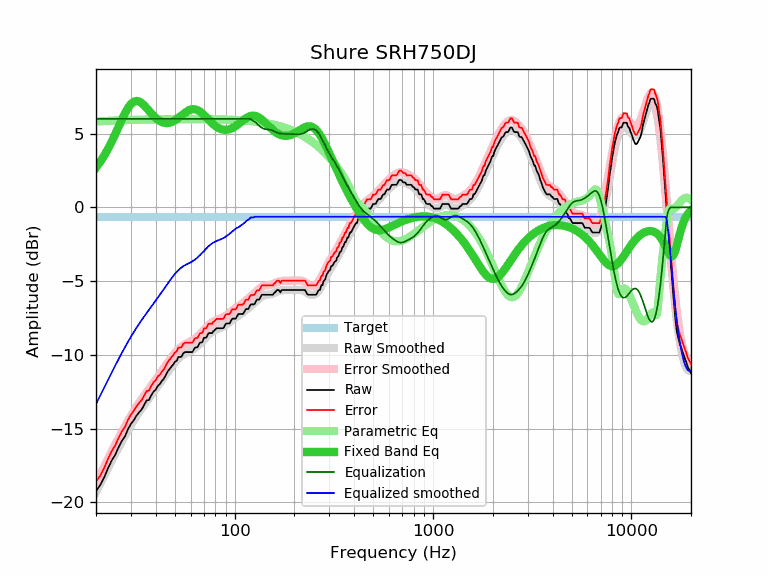 Shure SRH750DJ
Amplitude (dBr)
5
0
−5
−10
−15
−20
Target
Raw Smoothed
Error Smoothed
Raw
Error
Parametric Eq
Fixed Band Eq
Equalization
Equalized smoothed
100
1000
10000
Frequency (Hz)